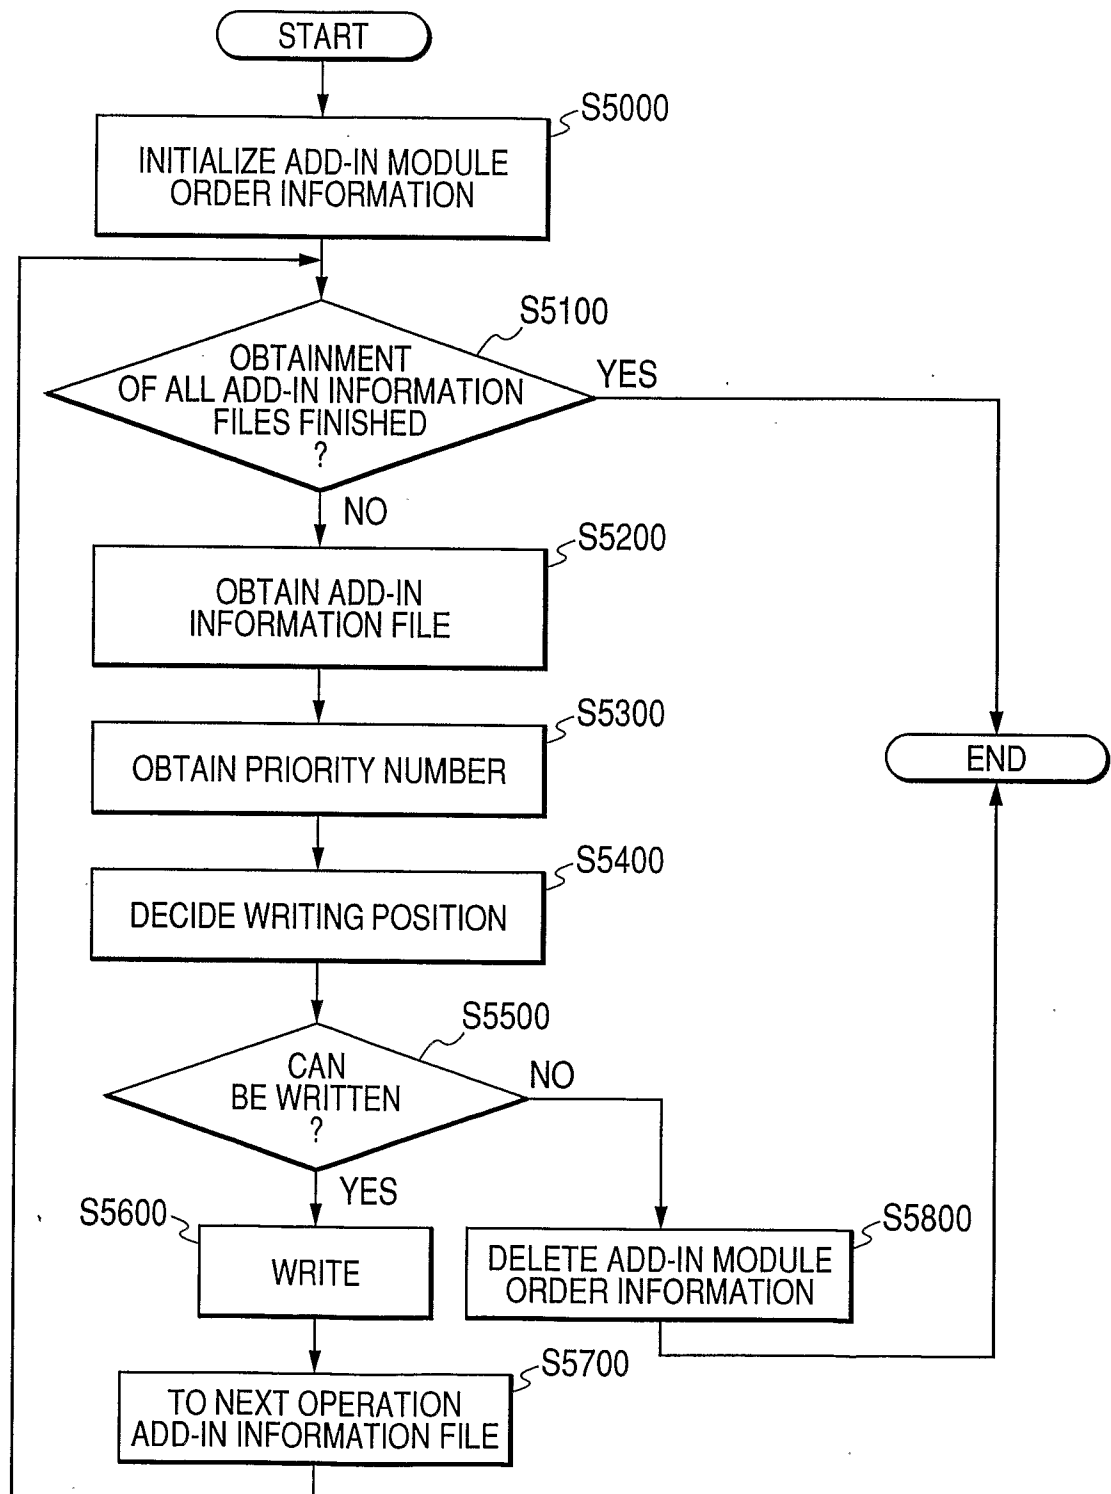 START
S5000
INITIALIZE ADD-IN MODULE
ORDER INFORMATION
S5100
OBTAINMENT
OF ALL ADD-IN INFORMATION
FILES FINISHED
?
YES
NO
S5200
OBTAIN ADD-IN
INFORMATION FILE
S5300
OBTAIN PRIORITY NUMBER
END
S5400
DECIDE WRITING POSITION
S5500
CAN
BE WRITTEN
?
NO
YES
S5600
WRITE
S5800
DELETE ADD-IN MODULE
ORDER INFORMATION
S5700
TO NEXT OPERATION
ADD-IN INFORMATION FILE